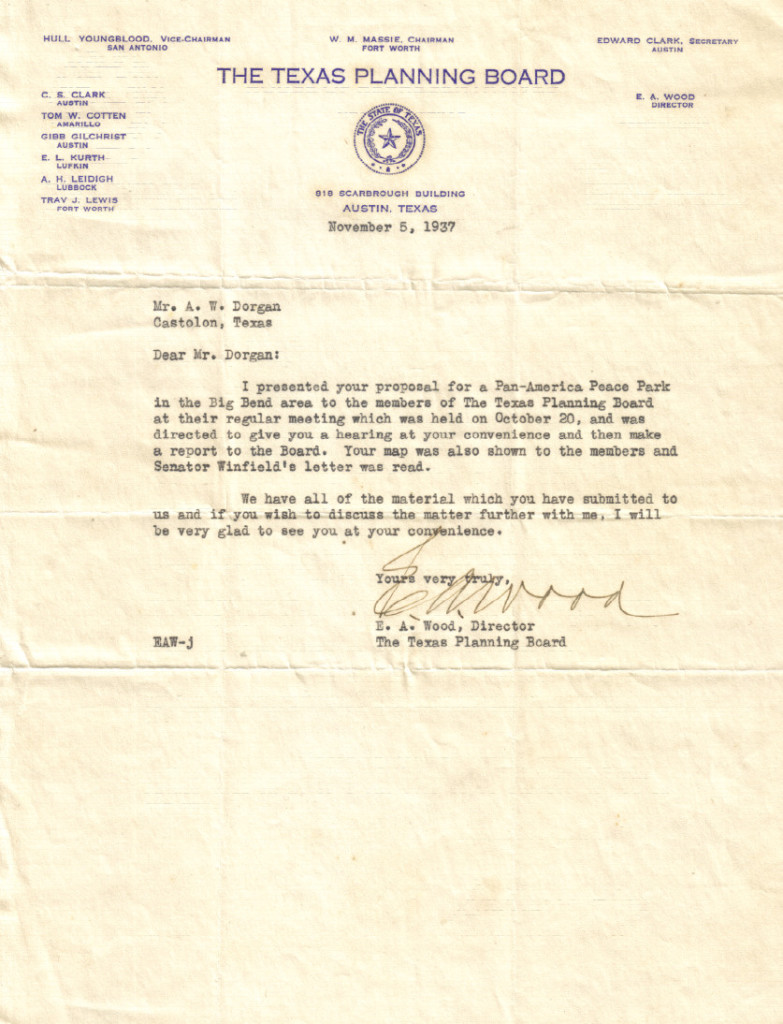 HULL YOUNGBLOOD, VICE-CHAIRMAN
SAN ANTONIO
W. M. MASSIE, CHAIRMAN
FORT WORTH
EDWARD CLARK, SECRETARY
AUSTIN
THE TEXAS PLANNING BOARD
C. S. CLARK
AUSTIN
TOM W. COTTEN
AMARILLO
GIBB GILCHRIST
AUSTIN
E. L. KURTH
LUFKIN
A. H. LEIDIGH
LUBBOCK
TRAV J. LEWIS
FORT WORTH
E. A. WOOD
DIRECTOR
THE STATE OF TEXAS
SCARBROUGH BUILDING
AUSTIN, TEXAS
November 5, 1937
Mr. A. W. Dorgan
Castolon, Texas
Dear Mr. Dorgan:
I presented your proposal for a Pan-America Peace Park
in the Big Bend area to the members of The Texas Planning Board
at their regular meeting which was held on October 20, and was
directed to give you a hearing at your convenience and then make
a report to the Board. Your map was also shown to the members and
Senator Winfield's letter was read.
We have all of the material which you have submitted to
us and if you wish to discuss the matter further with me, I will
be very glad to see you at your convenience.
Yours very truly,
E. A. Wood
E. A. Wood, Director
EAW-j The Texas Planning Board